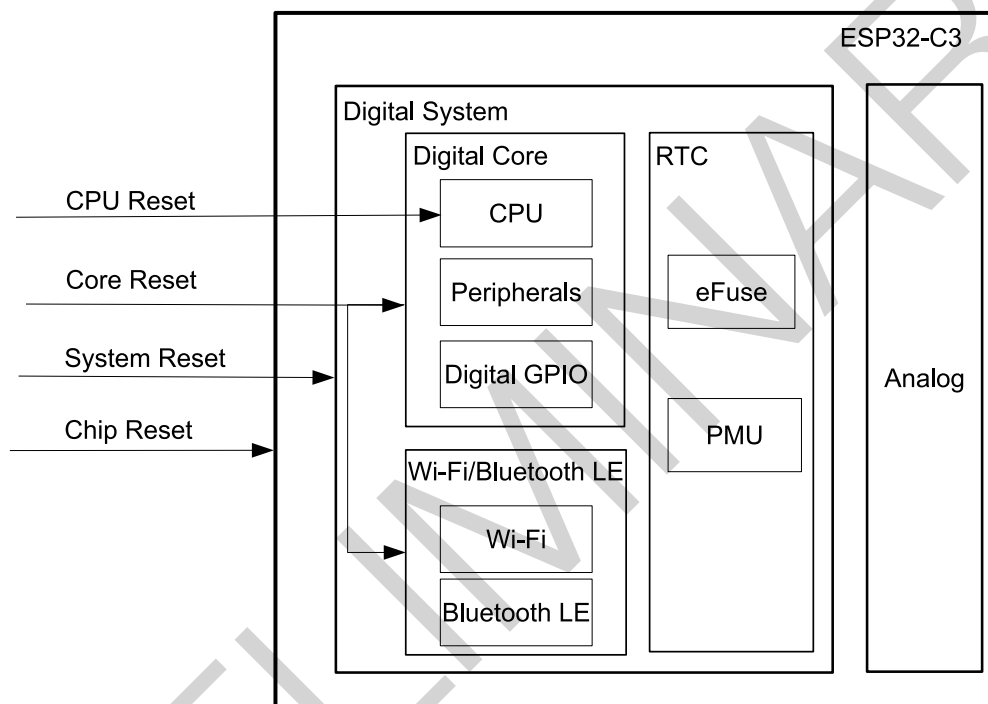 ESP32-C3
Digital System
Digital Core
RTC
CPU Reset
CPU
Core Reset
Peripherals
eFuse
System Reset
Digital GPIO
Analog
Chip Reset
PMU
Wi-Fi/Bluetooth LE
Wi-Fi
Bluetooth LE
ELIMINAR